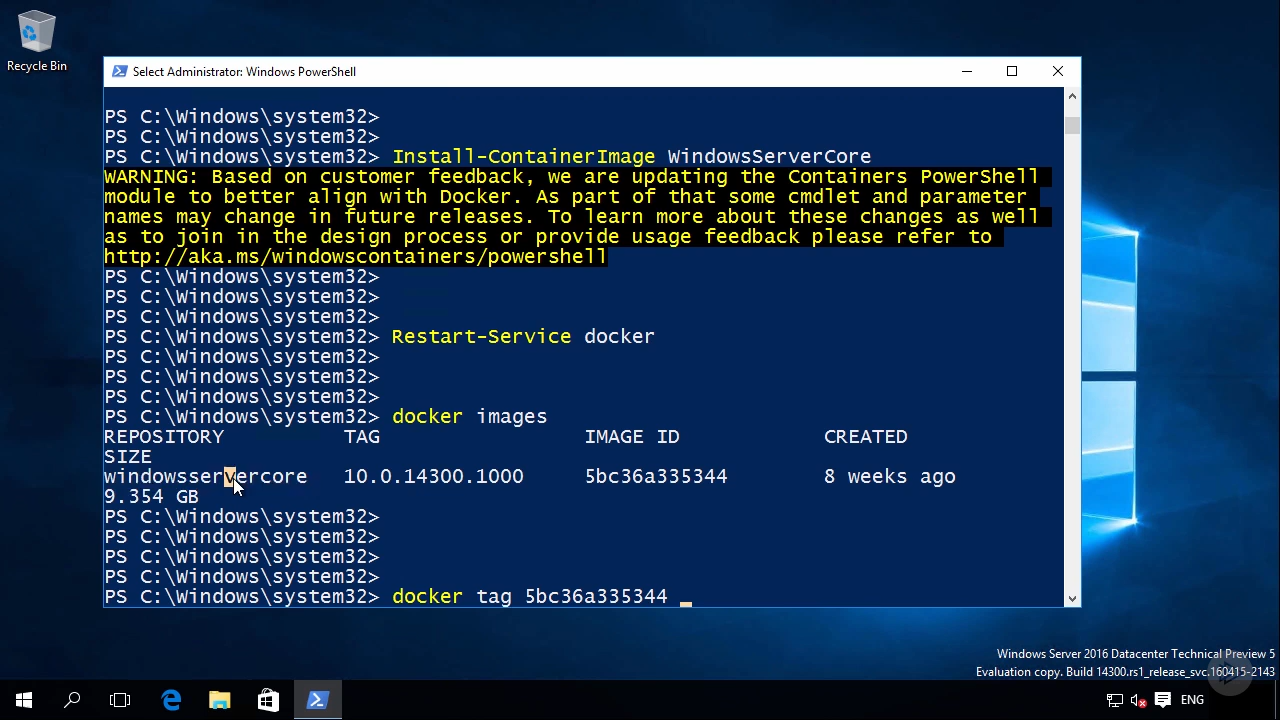 Recycle Bin
Select Administrator: Windows PowerShell
PS C:\Windows\system32>
PS C:\Windows\system32>
PS C:\Windows\system32> Install-ContainerImage WindowsServerCore
WARNING: Based on customer feedback, we are updating the Containers PowerShell
module to better align with Docker. As part of that some cmdlet and parameter
names may change in future releases. To learn more about these changes as well
as to join in the design process or provide usage feedback please refer to
http://aka.ms/windowscontainers/powershell
PS C:\Windows\system32>
PS C:\Windows\system32>
PS C:\Windows\system32>
PS C:\Windows\system32> Restart-Service docker
PS C:\Windows\system32>
PS C:\Windows\system32>
PS C:\Windows\system32>
PS C:\Windows\system32> docker images
REPOSITORY TAG IMAGE ID CREATED
SIZE
windowsservercore 10.0.14300.1000 5bc36a335344 8 weeks ago
9.354 GB
PS C:\Windows\system32>
PS C:\Windows\system32>
PS C:\Windows\system32>
PS C:\Windows\system32>
PS C:\Windows\system32> docker tag 5bc36a335344
Windows Server 2016 Datacenter Technical Preview 5
Evaluation copy. Build 14300.rs1_release_svc.160415-2143
ENG